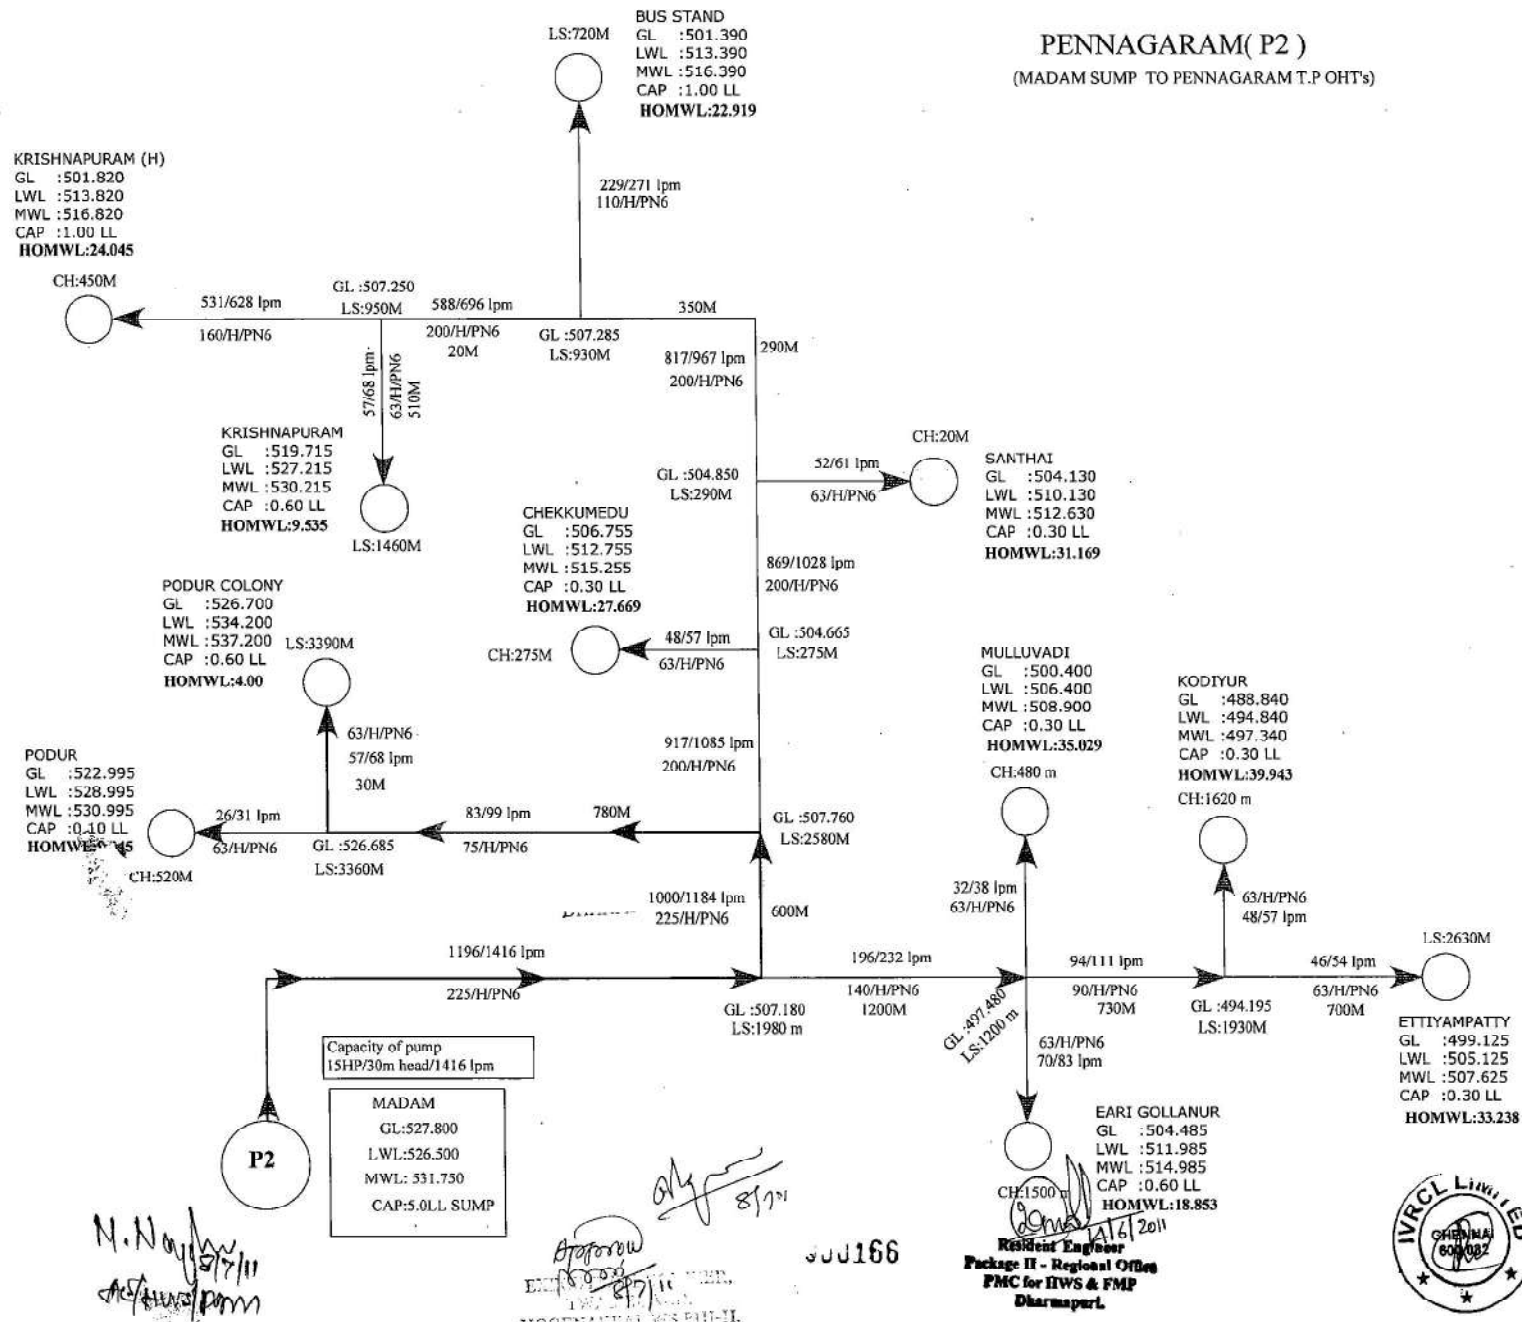 PENNAGARAM( P2 )
(MADAM SUMP TO PENNAGARAM T.P OHT's)
BUS STAND
GL :501.390
LWL :513.390
MWL :516.390
CAP :1.00 LL
HOMWL:22.919
LS:720M
229/271 lpm
110/H/PN6
KRISHNAPURAM (H)
GL :501.820
LWL :513.820
MWL :516.820
CAP :1.00 LL
HOMWL:24.045
CH:450M
531/628 lpm
160/H/PN6
GL :507.250
LS:950M
588/696 lpm
200/H/PN6
20M
GL :507.285
LS:930M
350M
290M
817/967 lpm
200/H/PN6
57/68 lpm
63/H/PN6
510M
KRISHNAPURAM
GL :519.715
LWL :527.215
MWL :530.215
CAP :0.60 LL
HOMWL:9.535
LS:1460M
GL :504.850
LS:290M
52/61 lpm
63/H/PN6
CH:20M
SANTHAI
GL :504.130
LWL :510.130
MWL :512.630
CAP :0.30 LL
HOMWL:31.169
CHEKKUMEDU
GL :506.755
LWL :512.755
MWL :515.255
CAP :0.30 LL
HOMWL:27.669
CH:275M
48/57 lpm
63/H/PN6
869/1028 lpm
200/H/PN6
GL :504.665
LS:275M
PODUR COLONY
GL :526.700
LWL :534.200
MWL :537.200
CAP :0.60 LL
HOMWL:4.00
LS:3390M
63/H/PN6
57/68 lpm
30M
917/1085 lpm
200/H/PN6
PODUR
GL :522.995
LWL :528.995
MWL :530.995
CAP :0.10 LL
CH:520M
26/31 lpm
63/H/PN6
GL :526.685
LS:3360M
83/99 lpm
75/H/PN6
780M
GL :507.760
LS:2580M
1000/1184 lpm
225/H/PN6
600M
1196/1416 lpm
225/H/PN6
GL :507.180
LS:1980 m
196/232 lpm
140/H/PN6
1200M
MULLUVADI
GL :500.400
LWL :506.400
MWL :508.900
CAP :0.30 LL
HOMWL:35.029
CH:480 m
32/38 lpm
63/H/PN6
GL :497.480
LS:1200 m
94/111 lpm
90/H/PN6
730M
KODIYUR
GL :488.840
LWL :494.840
MWL :497.340
CAP :0.30 LL
HOMWL:39.943
CH:1620 m
63/H/PN6
48/57 lpm
GL :494.195
LS:1930M
46/54 lpm
63/H/PN6
700M
LS:2630M
ETTIYAMPATTY
GL :499.125
LWL :505.125
MWL :507.625
CAP :0.30 LL
HOMWL:33.238
63/H/PN6
70/83 lpm
EARI GOLLANUR
GL :504.485
LWL :511.985
MWL :514.985
CAP :0.60 LL
HOMWL:18.853
CH:1500 m
Capacity of pump
15HP/30m head/1416 lpm
MADAM
GL:527.800
LWL:526.500
MWL: 531.750
CAP:5.0LL SUMP
P2
8/7/11
8/7/11
14/6/2011
166
Resident Engineer
Package II - Regional Office
PMC for HWS & FMP
Dharmapuri.
IVRCL LIMITED
CHENNAI
600 082